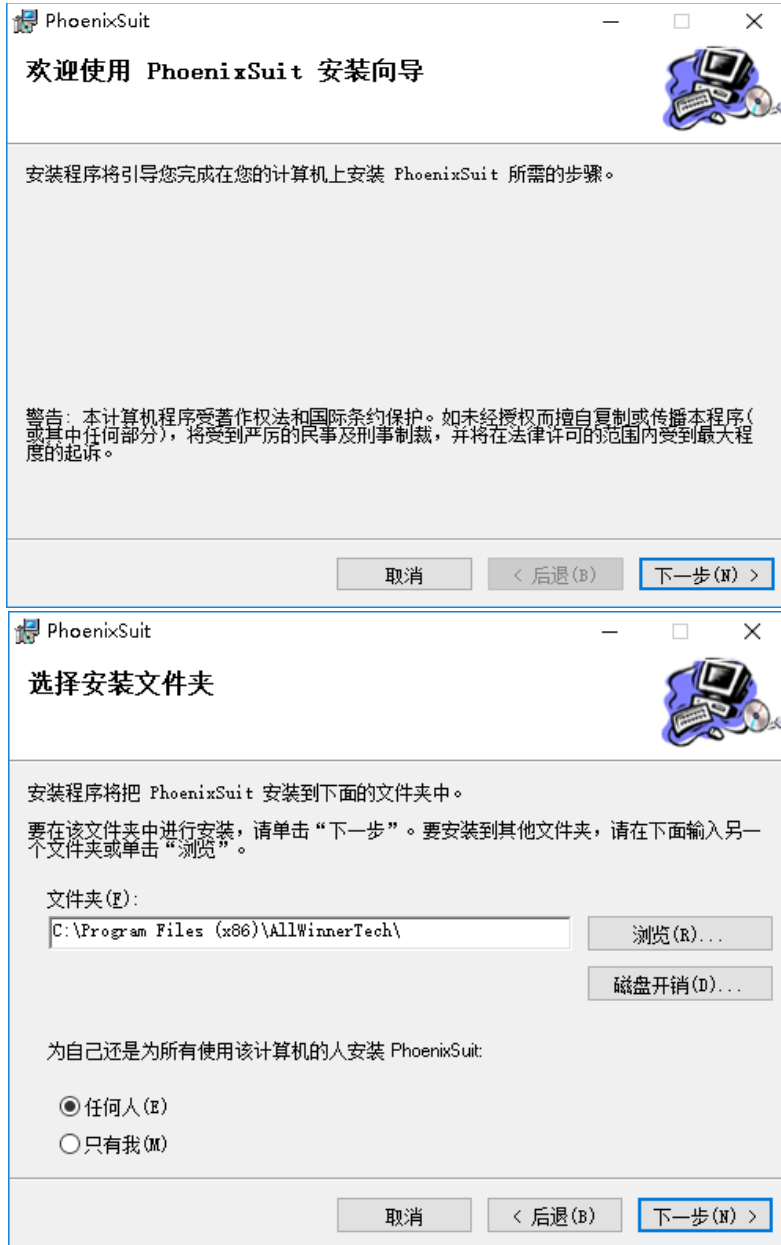 PhoenixSuit
欢迎使用 PhoenixSuit 安装向导
安装程序将引导您完成在您的计算机上安装 PhoenixSuit 所需的步骤。
警告: 本计算机程序受著作权法和国际条约保护。如未经授权而擅自复制或传播本程序(
或其中任何部分)，将受到严厉的民事及刑事制裁，并将在法律许可的范围内受到最大程
度的起诉。
取消
< 后退(B)
下一步(N) >
PhoenixSuit
选择安装文件夹
安装程序将把 PhoenixSuit 安装到下面的文件夹中。
要在该文件夹中进行安装，请单击“下一步”。要安装到其他文件夹，请在下面输入另一
个文件夹或单击“浏览”。
文件夹(F):
C:\Program Files (x86)\AllWinnerTech\
浏览(R)...
磁盘开销(D)...
为自己还是为所有使用该计算机的人安装 PhoenixSuit:
任何人(E)
只有我(M)
取消
< 后退(B)
下一步(N) >